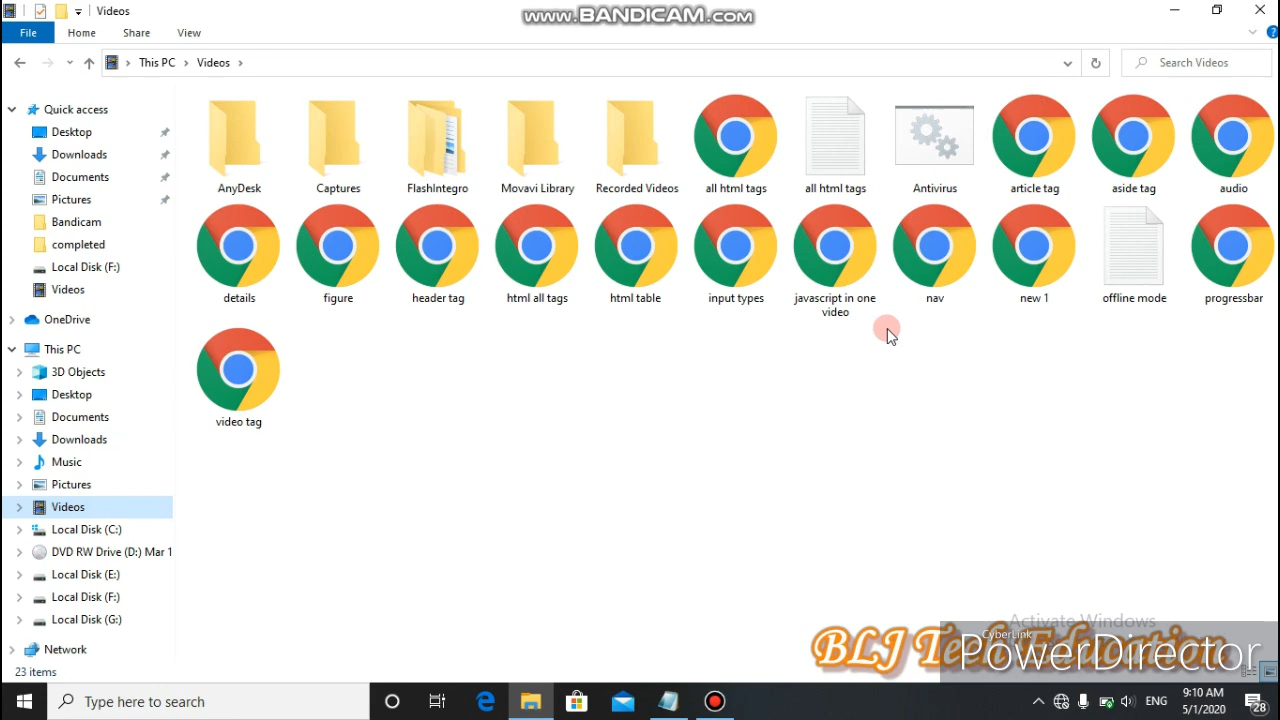 Videos
www.BANDICAM.com
File Home Share View
This PC Videos
Search Videos
Quick access
Desktop
Downloads
Documents
Pictures
Bandicam
completed
Local Disk (F:)
Videos
OneDrive
This PC
3D Objects
Desktop
Documents
Downloads
Music
Pictures
Videos
Local Disk (C:)
DVD RW Drive (D:) Mar 1
Local Disk (E:)
Local Disk (F:)
Local Disk (G:)
Network
AnyDesk Captures FlashIntegro Movavi Library Recorded Videos all html tags all html tags Antivirus article tag aside tag audio
details figure header tag html all tags html table input types javascript in one video nav new 1 offline mode progressbar
video tag
Activate Windows
BLJ Tech Education
CyberLink
PowerDirector
23 items
Type here to search
ENG
9:10 AM
5/1/2020
28